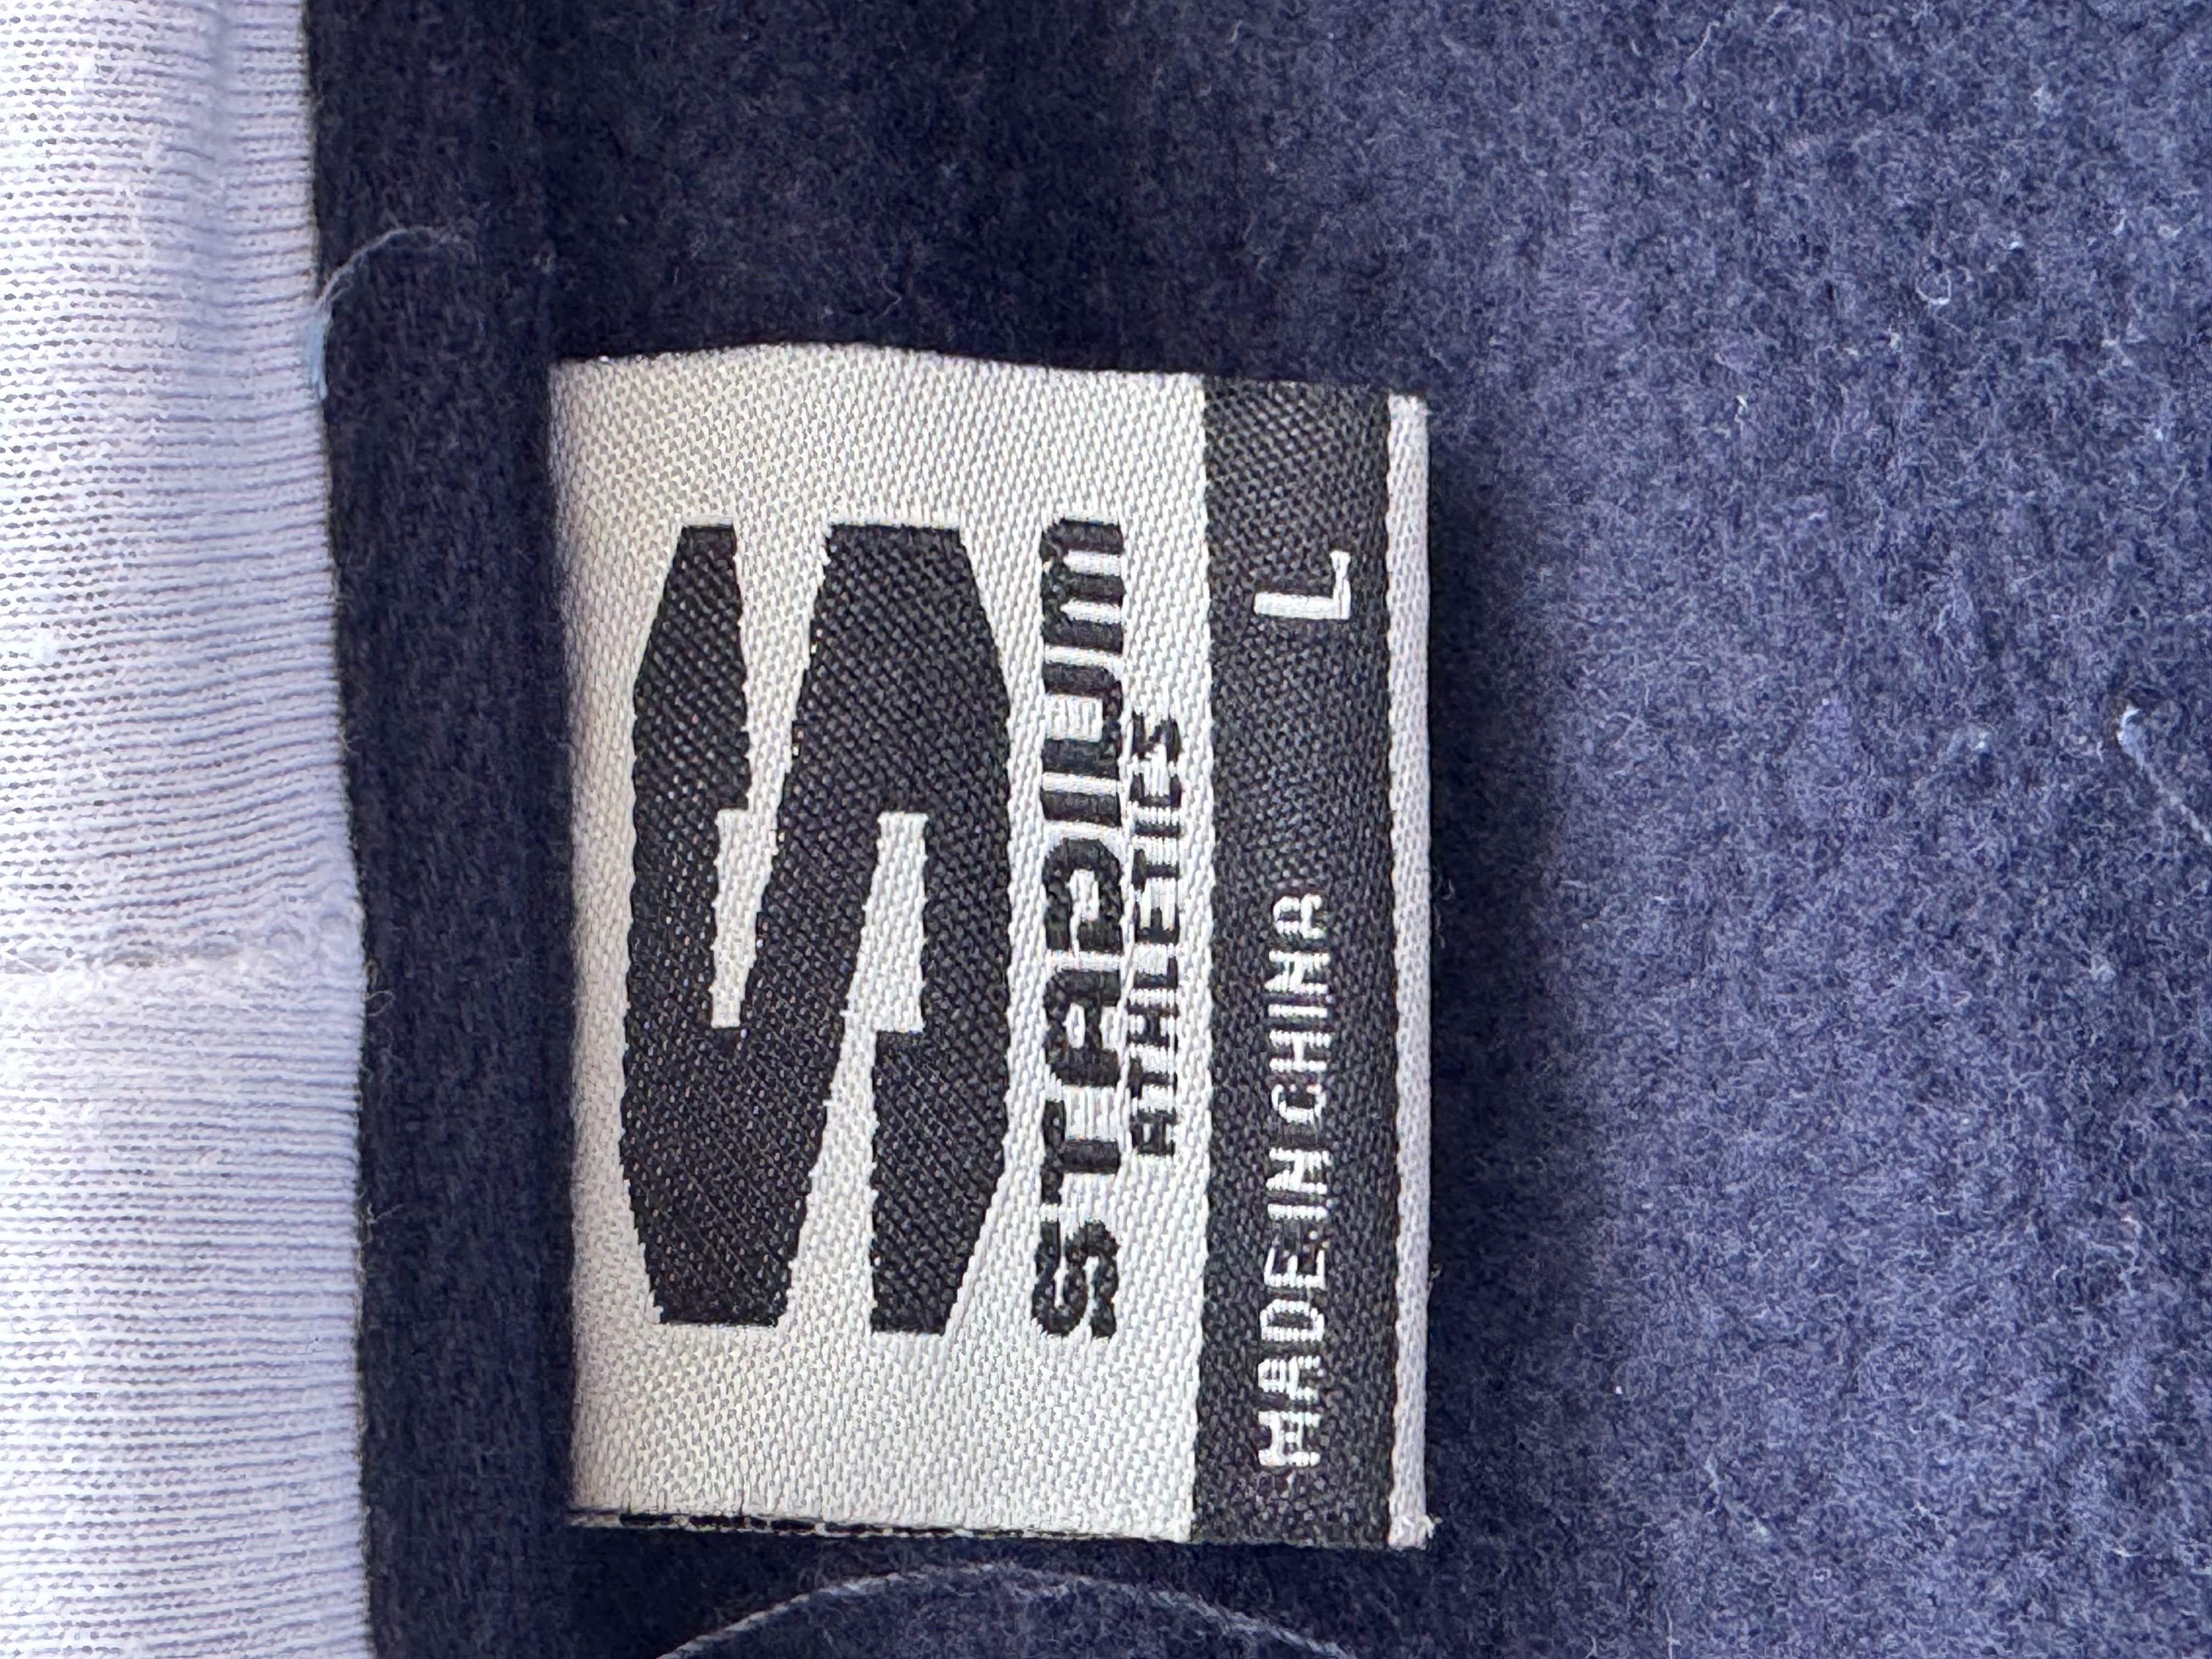 S
STADIUM
ATHLETICS
MADE IN CHINA L